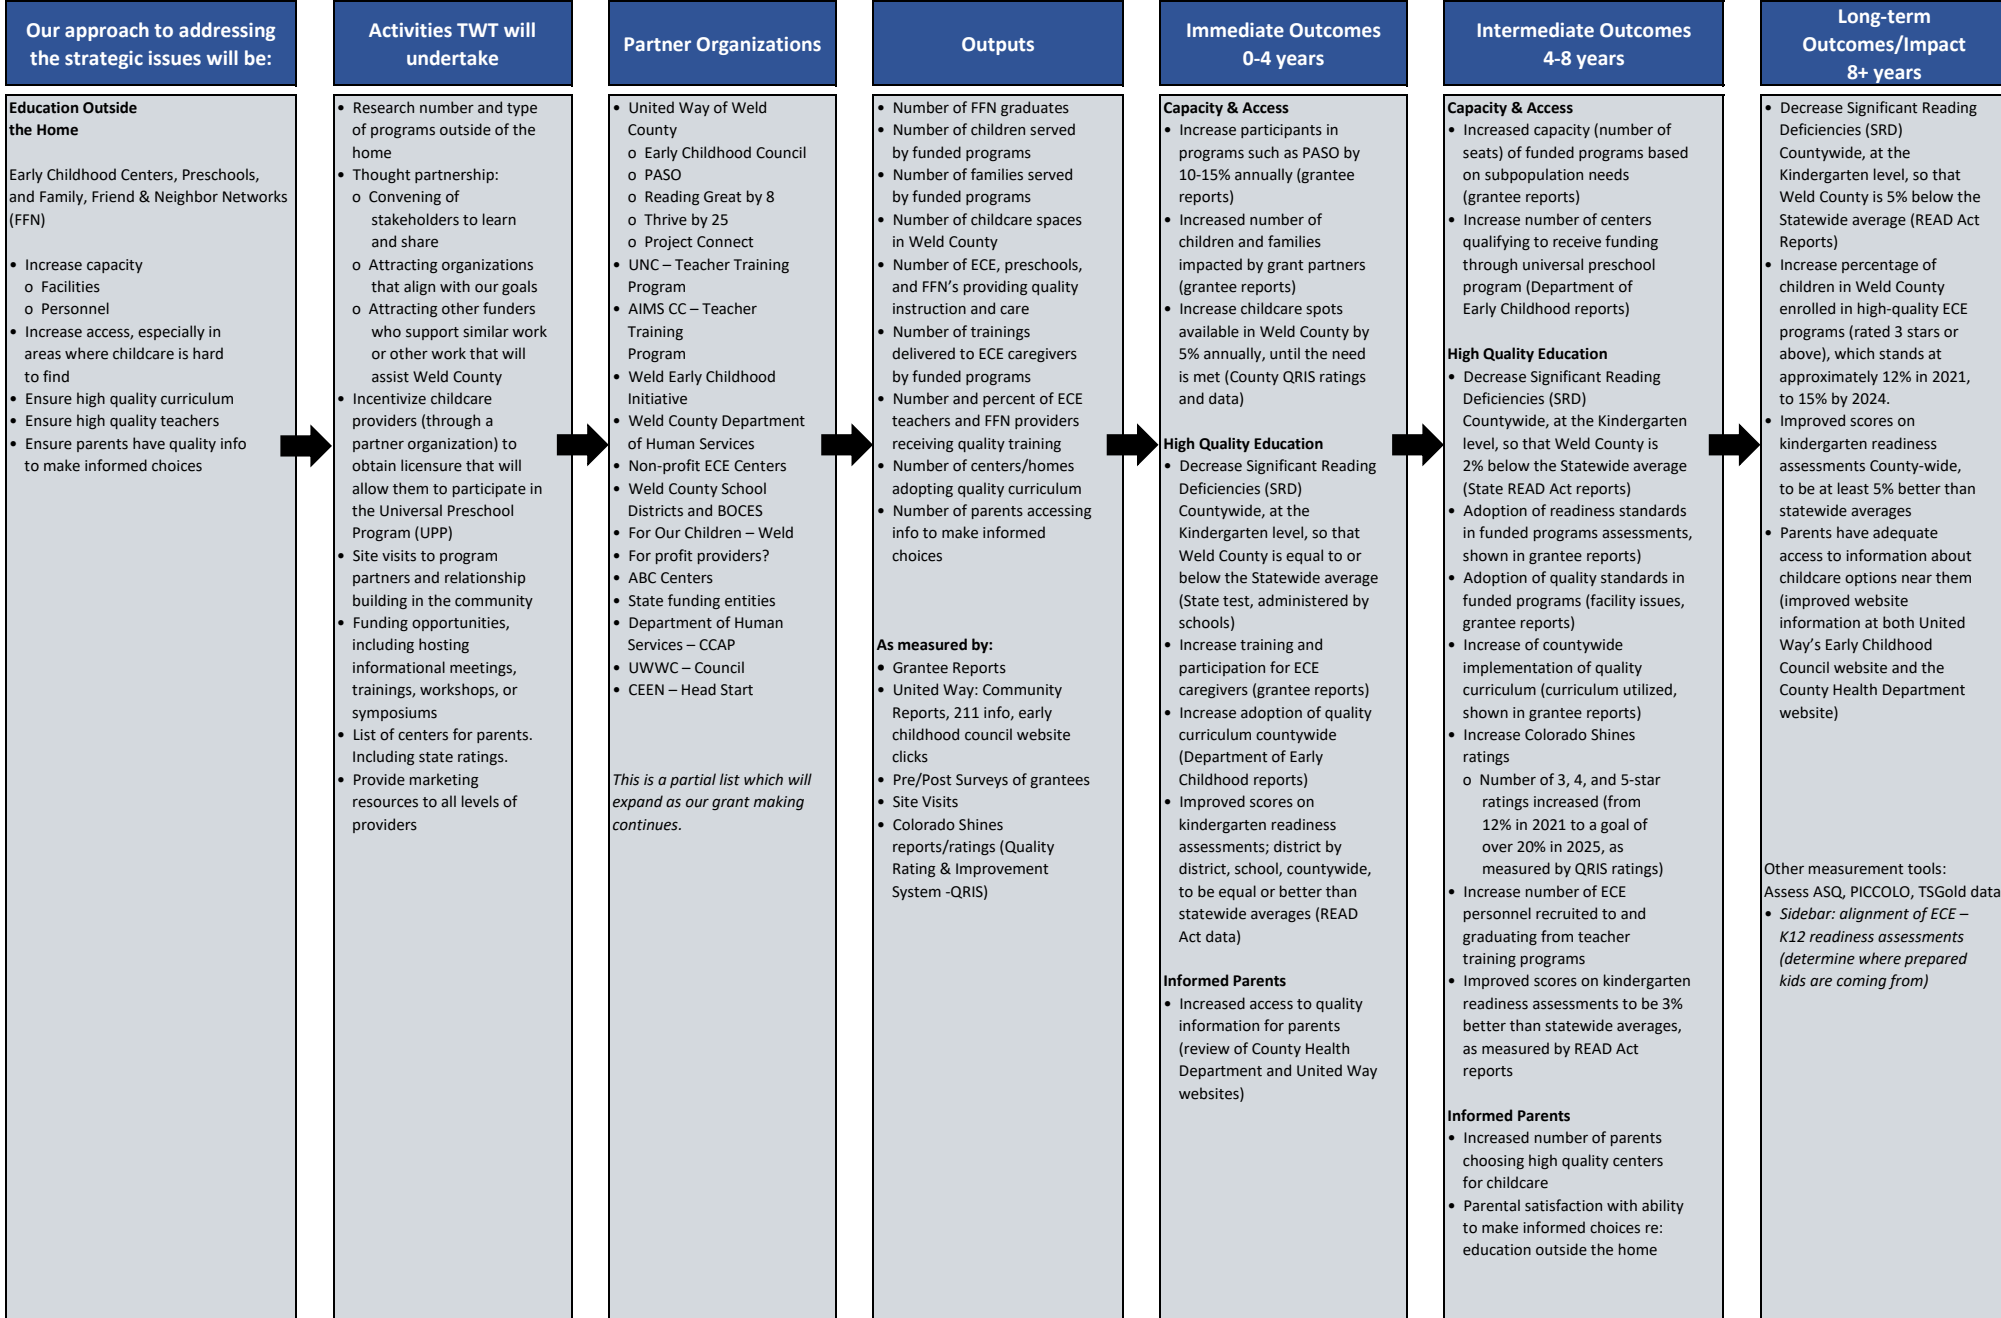 Our approach to addressing
the strategic issues will be:
Education Outside
the Home
Early Childhood Centers, Preschools,
and Family, Friend & Neighbor Networks
(FFN)
• Increase capacity
o Facilities
o Personnel
• Increase access, especially in
areas where childcare is hard
to find
• Ensure high quality curriculum
• Ensure high quality teachers
• Ensure parents have quality info
to make informed choices
Activities TWT will
undertake
• Research number and type
of programs outside of the
home
• Thought partnership:
o Convening of
stakeholders to learn
and share
o Attracting organizations
that align with our goals
o Attracting other funders
who support similar work
or other work that will
assist Weld County
• Incentivize childcare
providers (through a
partner organization) to
obtain licensure that will
allow them to participate in
the Universal Preschool
Program (UPP)
• Site visits to program
partners and relationship
building in the community
• Funding opportunities,
including hosting
informational meetings,
trainings, workshops, or
symposiums
• List of centers for parents.
Including state ratings.
• Provide marketing
resources to all levels of
providers
Partner Organizations
• United Way of Weld
County
o Early Childhood Council
o PASO
o Reading Great by 8
o Thrive by 25
o Project Connect
• UNC – Teacher Training
Program
• AIMS CC – Teacher
Training
Program
• Weld Early Childhood
Initiative
• Weld County Department
of Human Services
• Non-profit ECE Centers
• Weld County School
Districts and BOCES
• For Our Children – Weld
• For profit providers?
• ABC Centers
• State funding entities
• Department of Human
Services – CCAP
• UWWC – Council
• CEEN – Head Start
This is a partial list which will
expand as our grant making
continues.
Outputs
• Number of FFN graduates
• Number of children served
by funded programs
• Number of families served
by funded programs
• Number of childcare spaces
in Weld County
• Number of ECE, preschools,
and FFN's providing quality
instruction and care
• Number of trainings
delivered to ECE caregivers
by funded programs
• Number and percent of ECE
teachers and FFN providers
receiving quality training
• Number of centers/homes
adopting quality curriculum
• Number of parents accessing
info to make informed
choices
As measured by:
• Grantee Reports
• United Way: Community
Reports, 211 info, early
childhood council website
clicks
• Pre/Post Surveys of grantees
• Site Visits
• Colorado Shines
reports/ratings (Quality
Rating & Improvement
System -QRIS)
Immediate Outcomes
0-4 years
Capacity & Access
• Increase participants in
programs such as PASO by
10-15% annually (grantee
reports)
• Increased number of
children and families
impacted by grant partners
(grantee reports)
• Increase childcare spots
available in Weld County by
5% annually, until the need
is met (County QRIS ratings
and data)
High Quality Education
• Decrease Significant Reading
Deficiencies (SRD)
Countywide, at the
Kindergarten level, so that
Weld County is equal to or
below the Statewide average
(State test, administered by
schools)
• Increase training and
participation for ECE
caregivers (grantee reports)
• Increase adoption of quality
curriculum countywide
(Department of Early
Childhood reports)
• Improved scores on
kindergarten readiness
assessments; district by
district, school, countywide,
to be equal or better than
statewide averages (READ
Act data)
Informed Parents
• Increased access to quality
information for parents
(review of County Health
Department and United Way
websites)
Intermediate Outcomes
4-8 years
Capacity & Access
• Increased capacity (number of
seats) of funded programs based
on subpopulation needs
(grantee reports)
• Increase number of centers
qualifying to receive funding
through universal preschool
program (Department of
Early Childhood reports)
High Quality Education
• Decrease Significant Reading
Deficiencies (SRD)
Countywide, at the Kindergarten
level, so that Weld County is
2% below the Statewide average
(State READ Act reports)
• Adoption of readiness standards
in funded programs assessments,
shown in grantee reports)
• Adoption of quality standards in
funded programs (facility issues,
grantee reports)
• Increase of countywide
implementation of quality
curriculum (curriculum utilized,
shown in grantee reports)
• Increase Colorado Shines
ratings
o Number of 3, 4, and 5-star
ratings increased (from
12% in 2021 to a goal of
over 20% in 2025, as
measured by QRIS ratings)
• Increase number of ECE
personnel recruited to and
graduating from teacher
training programs
• Improved scores on kindergarten
readiness assessments to be 3%
better than statewide averages,
as measured by READ Act
reports
Informed Parents
• Increased number of parents
choosing high quality centers
for childcare
• Parental satisfaction with ability
to make informed choices re:
education outside the home
Long-term
Outcomes/Impact
8+ years
• Decrease Significant Reading
Deficiencies (SRD)
Countywide, at the
Kindergarten level, so that
Weld County is 5% below the
Statewide average (READ Act
Reports)
• Increase percentage of
children in Weld County
enrolled in high-quality ECE
programs (rated 3 stars or
above), which stands at
approximately 12% in 2021,
to 15% by 2024.
• Improved scores on
kindergarten readiness
assessments County-wide,
to be at least 5% better than
statewide averages
• Parents have adequate
access to information about
childcare options near them
(improved website
information at both United
Way's Early Childhood
Council website and the
County Health Department
website)
Other measurement tools:
Assess ASQ, PICCOLO, TSGold data
• Sidebar: alignment of ECE –
K12 readiness assessments
(determine where prepared
kids are coming from)